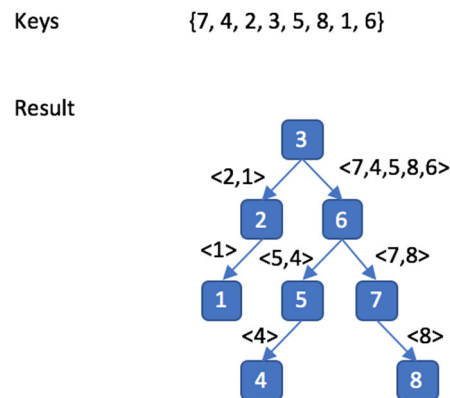 Keys {7, 4, 2, 3, 5, 8, 1, 6}
Result
3
<2,1> <7,4,5,8,6>
2 6
<1> <5,4> <7,8>
1 5 7
<4> <8>
4 8